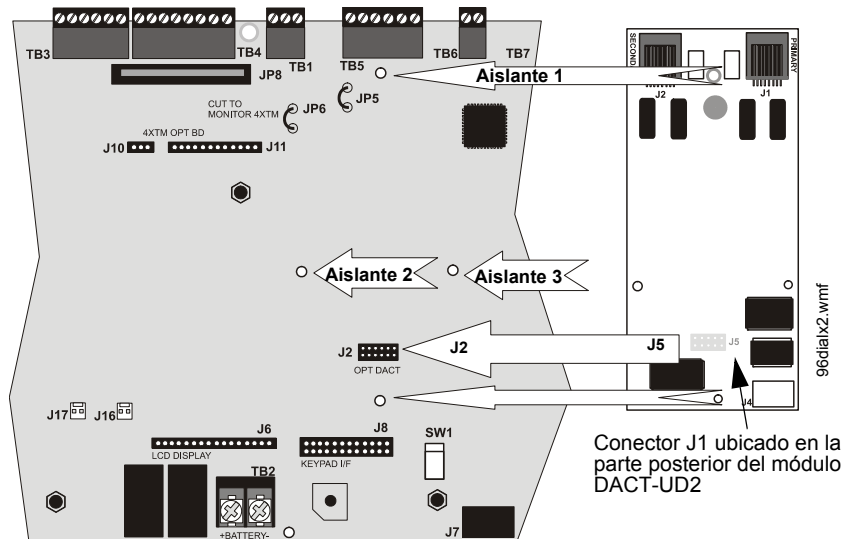 TB3
TB4
TB1
TB5
TB6
TB7
JP8
JP5
JP6
CUT TO
MONITOR 4XTM
4XTM OPT BD
J10
J11
Aislante 1
SECOND
PRIMARY
J2
J1
Aislante 2
Aislante 3
J2
OPT DACT
J2
J5
J5
J4
96dialx2.wmf
J17
J16
J6
LCD DISPLAY
J8
KEYPAD I/F
SW1
TB2
+BATTERY-
J7
Conector J1 ubicado en la
parte posterior del módulo
DACT-UD2